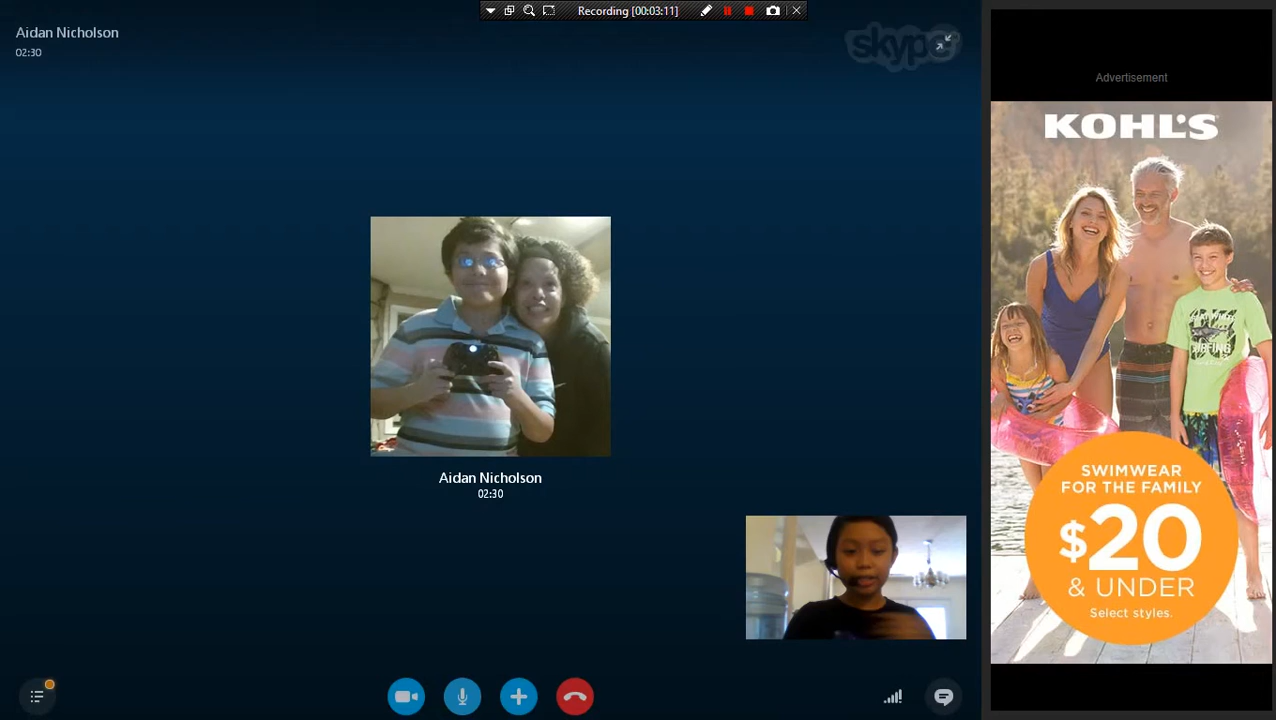 Recording [00:03:11]
Aidan Nicholson
02:30
skype
Aidan Nicholson
02:30
Advertisement
KOHL'S
SURFING
SWIMWEAR
FOR THE FAMILY
$20
& UNDER
Select styles.